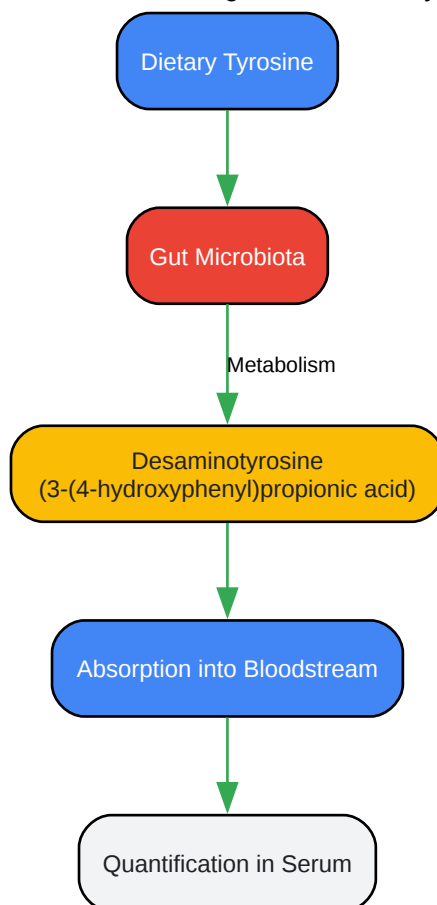 Dietary Tyrosine
Gut Microbiota
Metabolism
Desaminotyrosine
(3-(4-hydroxyphenyl)propionic acid)
Absorption into Bloodstream
Quantification in Serum